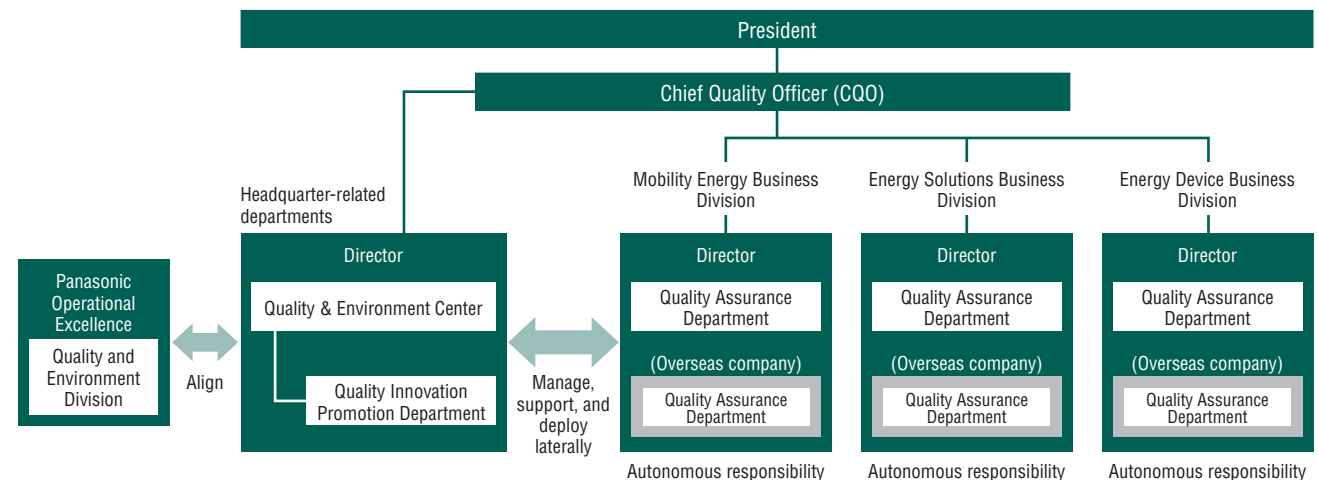 President
Chief Quality Officer (CQO)
Headquarter-related
departments
Mobility Energy Business
Division
Energy Solutions Business
Division
Energy Device Business
Division
Panasonic
Operational
Excellence
Quality and
Environment
Division
Align
Director
Quality & Environment Center
Quality Innovation
Promotion Department
Manage,
support, and
deploy
laterally
Director
Quality Assurance
Department
(Overseas company)
Quality Assurance
Department
Autonomous responsibility
Director
Quality Assurance
Department
(Overseas company)
Quality Assurance
Department
Autonomous responsibility
Director
Quality Assurance
Department
(Overseas company)
Quality Assurance
Department
Autonomous responsibility